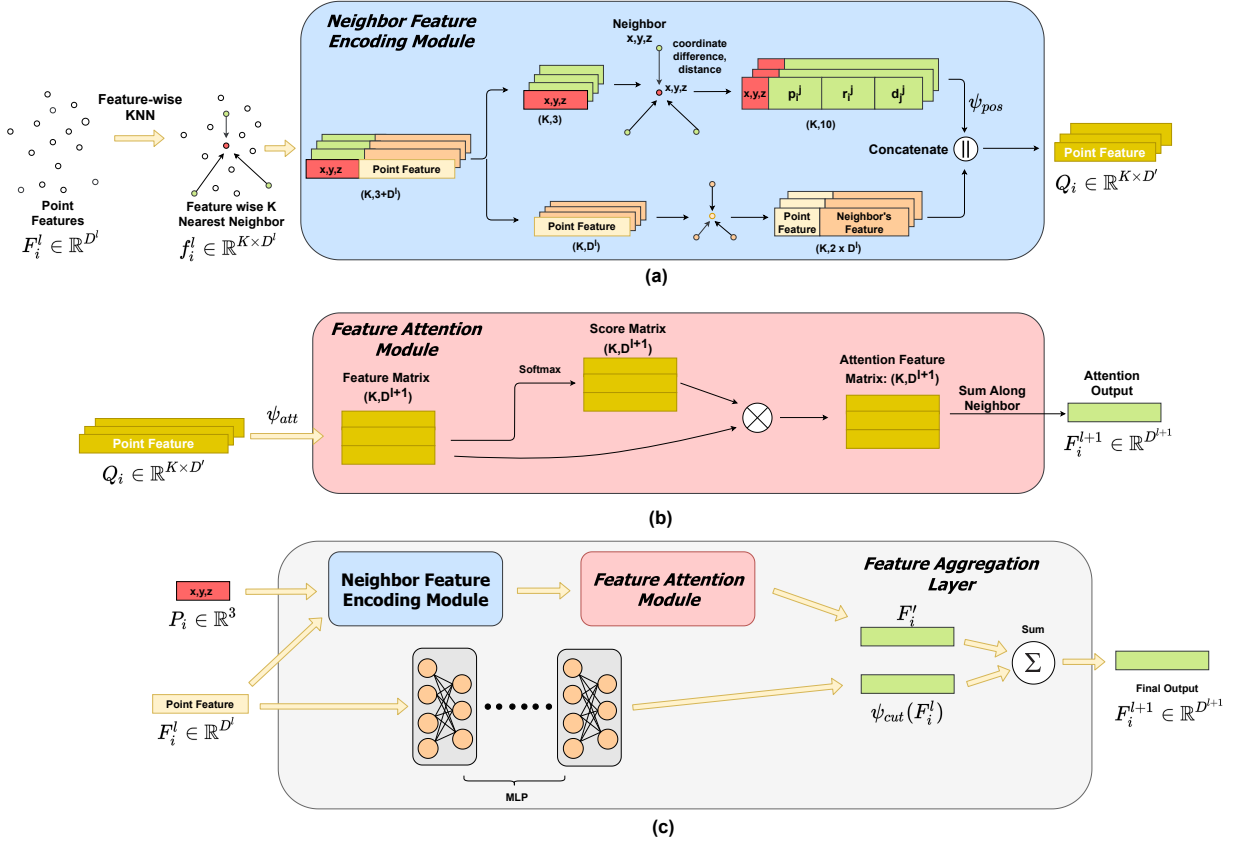 Neighbor Feature
Encoding Module
Neighbor
x,y,z
coordinate
difference,
distance
Feature-wise
KNN
x,y,z
(K,3)
x,y,z
x,y,z p_i^j r_i^j d_j^j
(K,10)
ψ_pos
Concatenate ||
x,y,z Point Feature
(K,3+D^l)
Point Feature
Q_i ∈ ℝ^{K×D′}
Point
Features
F_i^l ∈ ℝ^{D^l}
Feature wise K
Nearest Neighbor
f_i^l ∈ ℝ^{K×D^l}
Point Feature
(K,D^l)
Point
Feature
Neighbor's
Feature
(K,2 x D^l)
(a)
Feature Attention
Module
Feature Matrix
(K,D^{l+1})
Softmax
Score Matrix
(K,D^{l+1})
Attention Feature
Matrix: (K,D^{l+1})
Sum Along
Neighbor
Attention
Output
F_i^{l+1} ∈ ℝ^{D^{l+1}}
Point Feature
Q_i ∈ ℝ^{K×D′}
ψ_att
(b)
x,y,z
P_i ∈ ℝ^3
Neighbor Feature
Encoding Module
Feature Attention
Module
Feature Aggregation
Layer
F_i′
Sum
Σ
Point Feature
F_i^l ∈ ℝ^{D^l}
MLP
ψ_cut(F_i^l)
Final Output
F_i^{l+1} ∈ ℝ^{D^{l+1}}
(c)